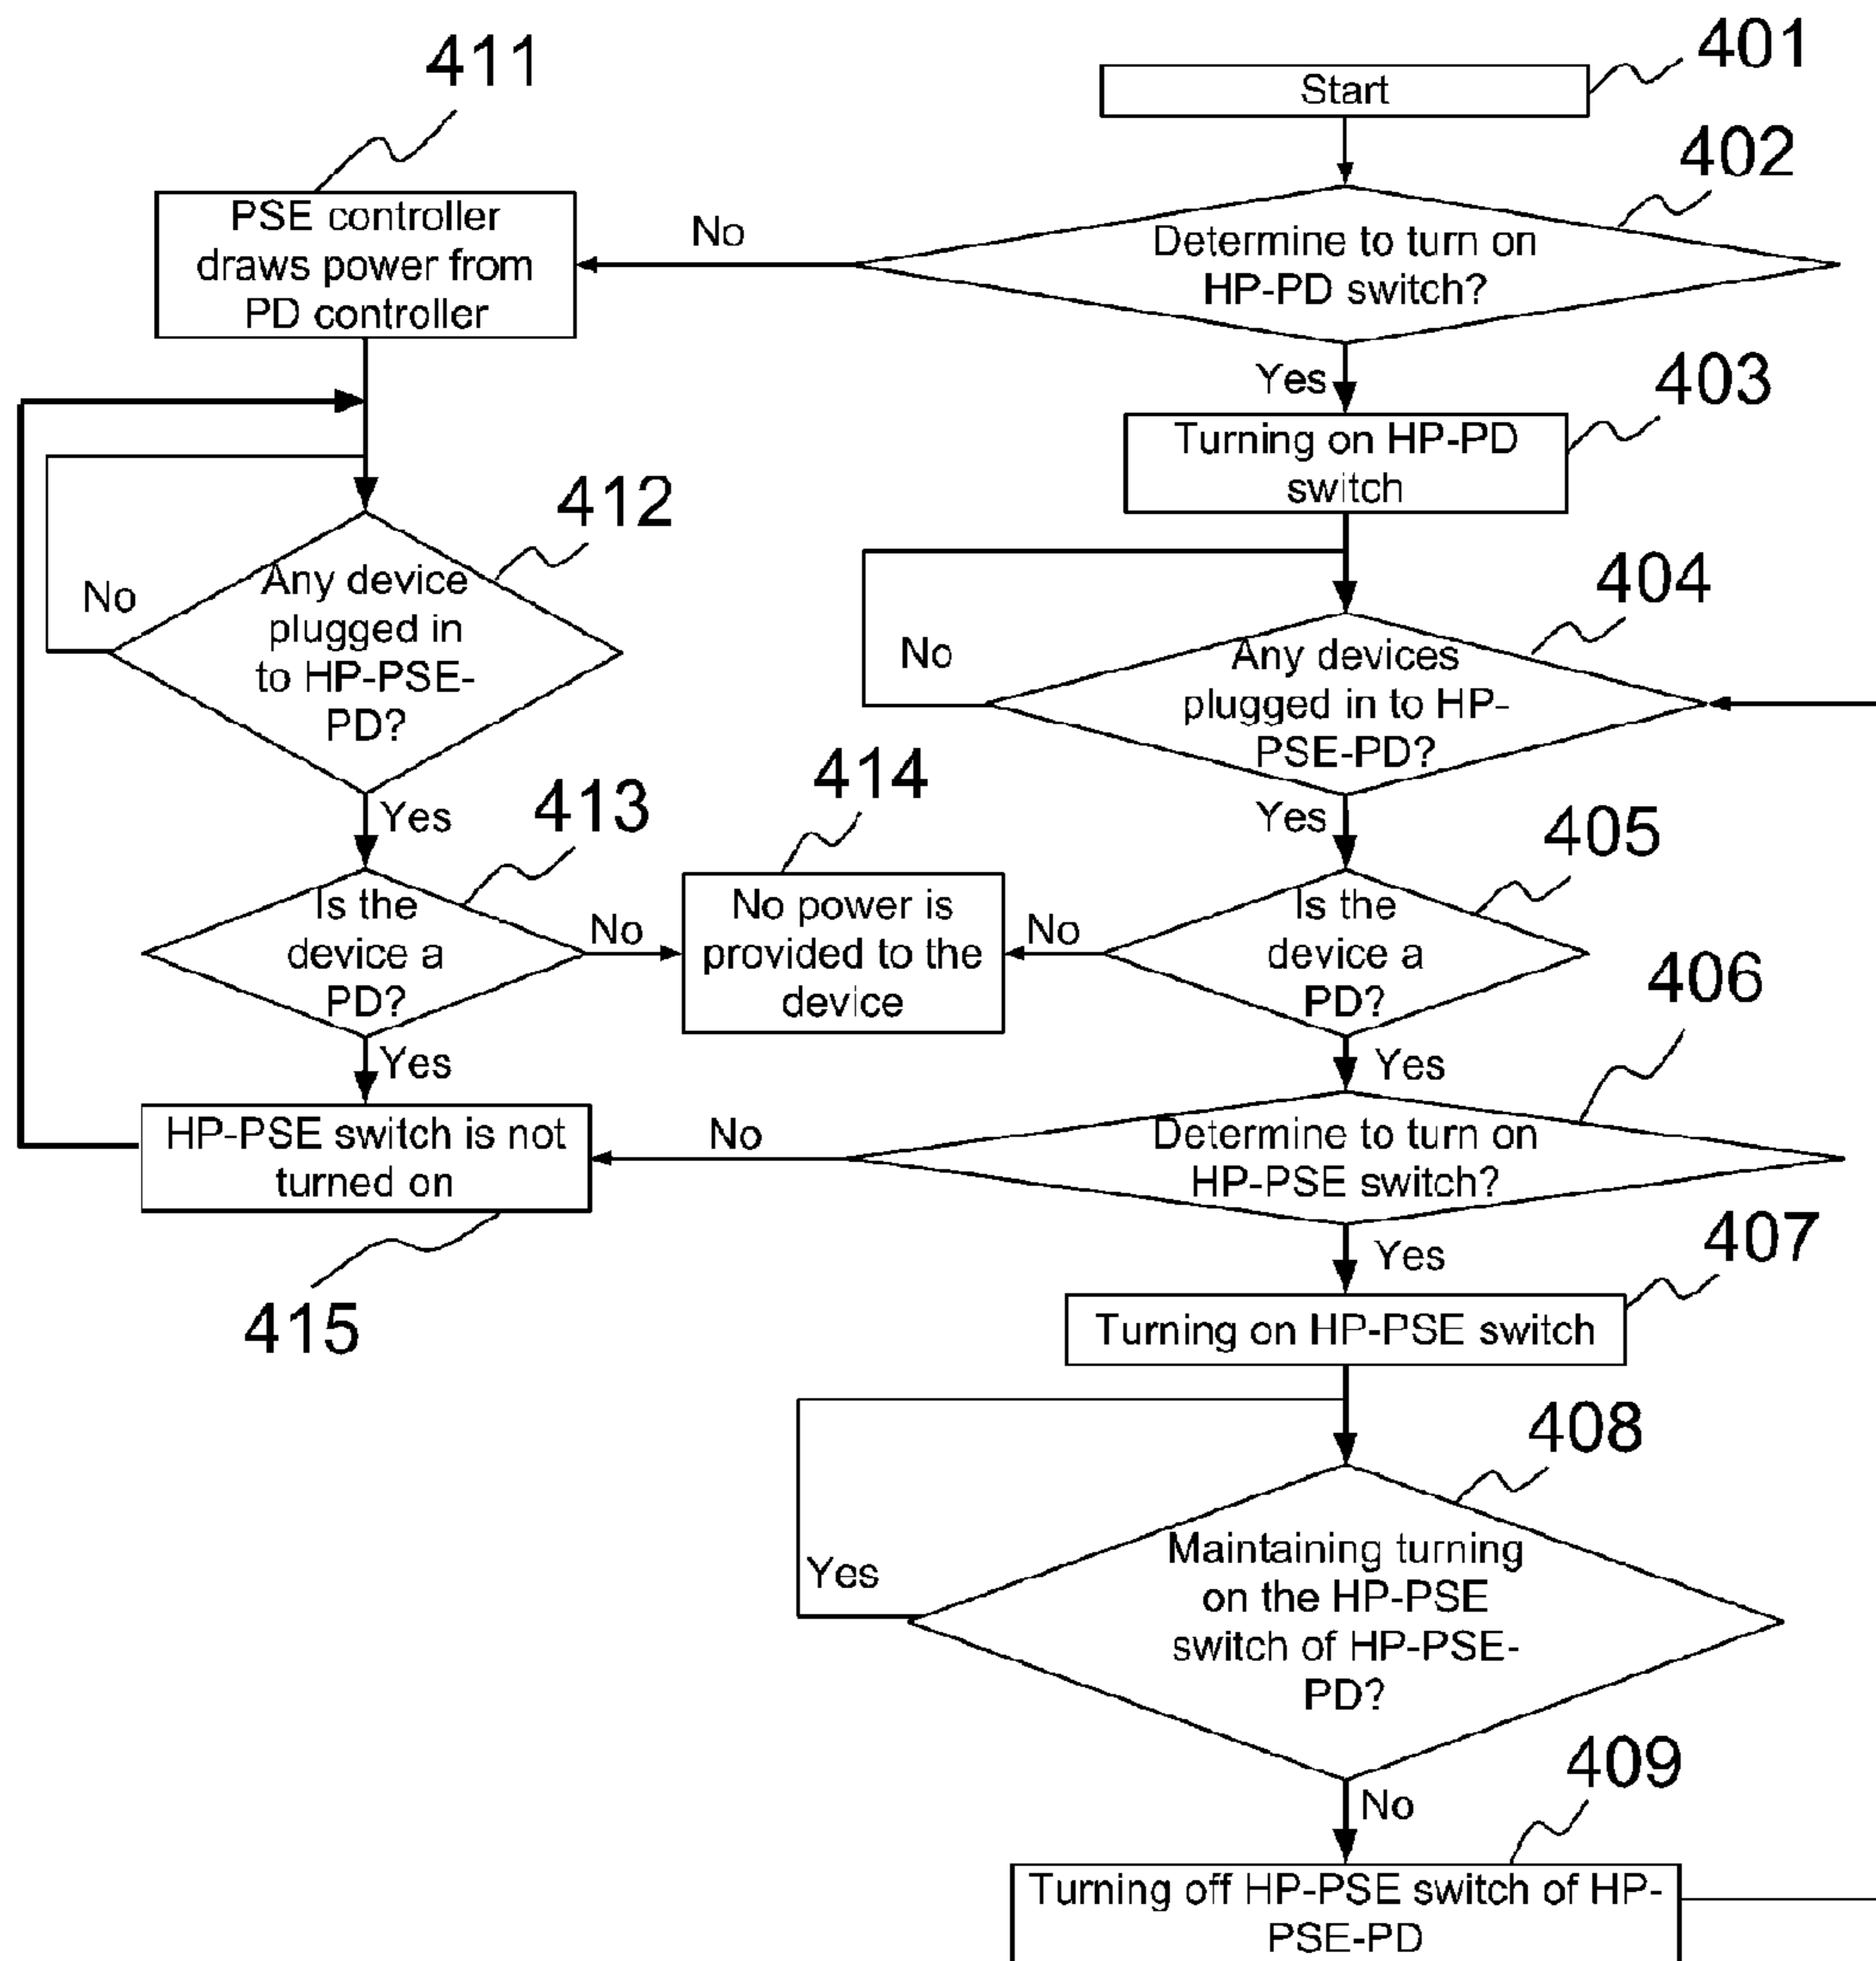 401
Start
402
Determine to turn on
HP-PD switch?
No
411
PSE controller
draws power from
PD controller
Yes
403
Turning on HP-PD
switch
412
Any device
plugged in
to HP-PSE-
PD?
No
404
Any devices
plugged in to HP-
PSE-PD?
No
Yes
413
Is the
device a
PD?
No
414
No power is
provided to the
device
Yes
405
Is the
device a
PD?
No
Yes
HP-PSE switch is not
turned on
415
Yes
406
Determine to turn on
HP-PSE switch?
No
Yes
407
Turning on HP-PSE switch
408
Maintaining turning
on the HP-PSE
switch of HP-PSE-
PD?
Yes
No
409
Turning off HP-PSE switch of HP-
PSE-PD